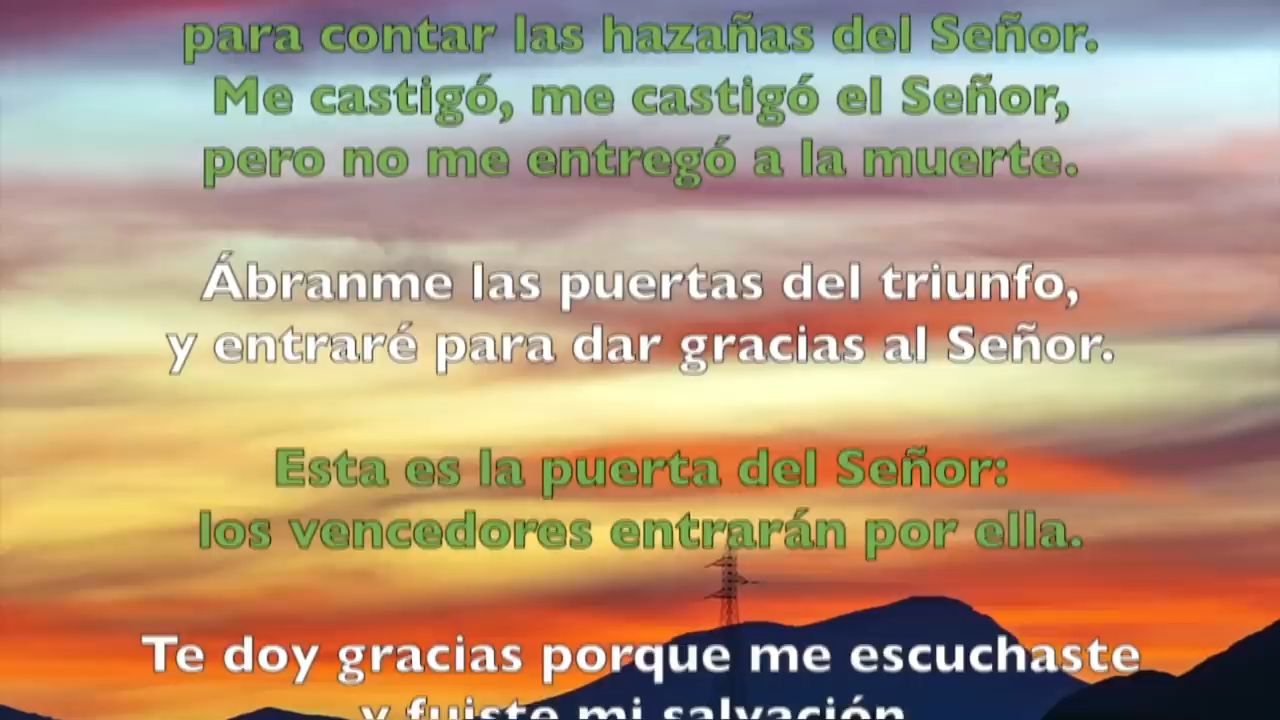 para contar las hazañas del Señor.
Me castigó, me castigó el Señor,
pero no me entregó a la muerte.
Ábranme las puertas del triunfo,
y entraré para dar gracias al Señor.
Esta es la puerta del Señor:
los vencedores entrarán por ella.
Te doy gracias porque me escuchaste
y fuiste mi salvación